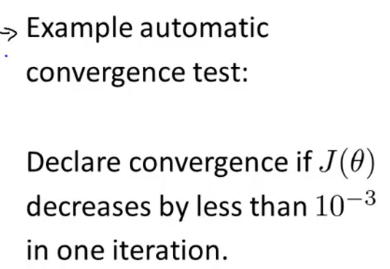 Example automatic
convergence test:
Declare convergence if J(θ)
decreases by less than 10⁻³
in one iteration.